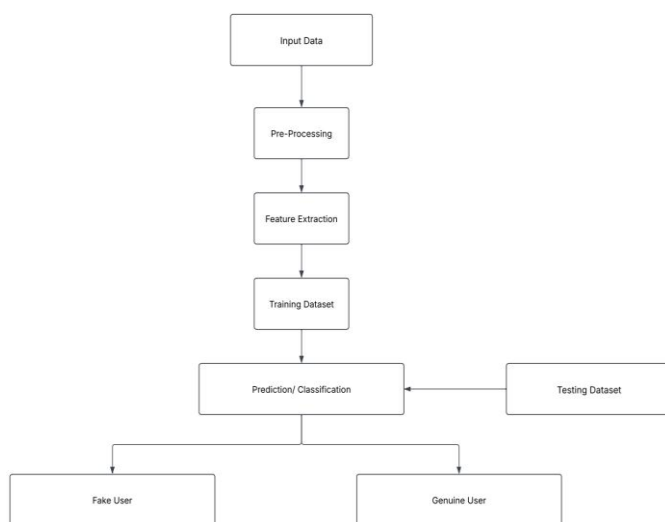 Input Data
Pre-Processing
Feature Extraction
Training Dataset
Prediction/ Classification
Testing Dataset
Fake User
Genuine User